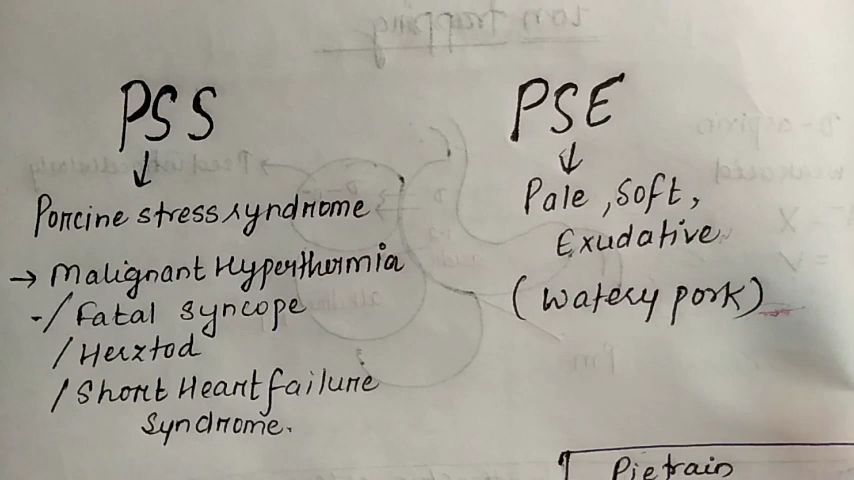 PSS
↓
Porcine stress syndrome
→ Malignant Hyperthermia
-/ Fatal syncope
/ Herztod
/ Short Heart failure
syndrome.
PSE
↓
Pale, Soft,
Exudative
(Watery pork)
Pietrain